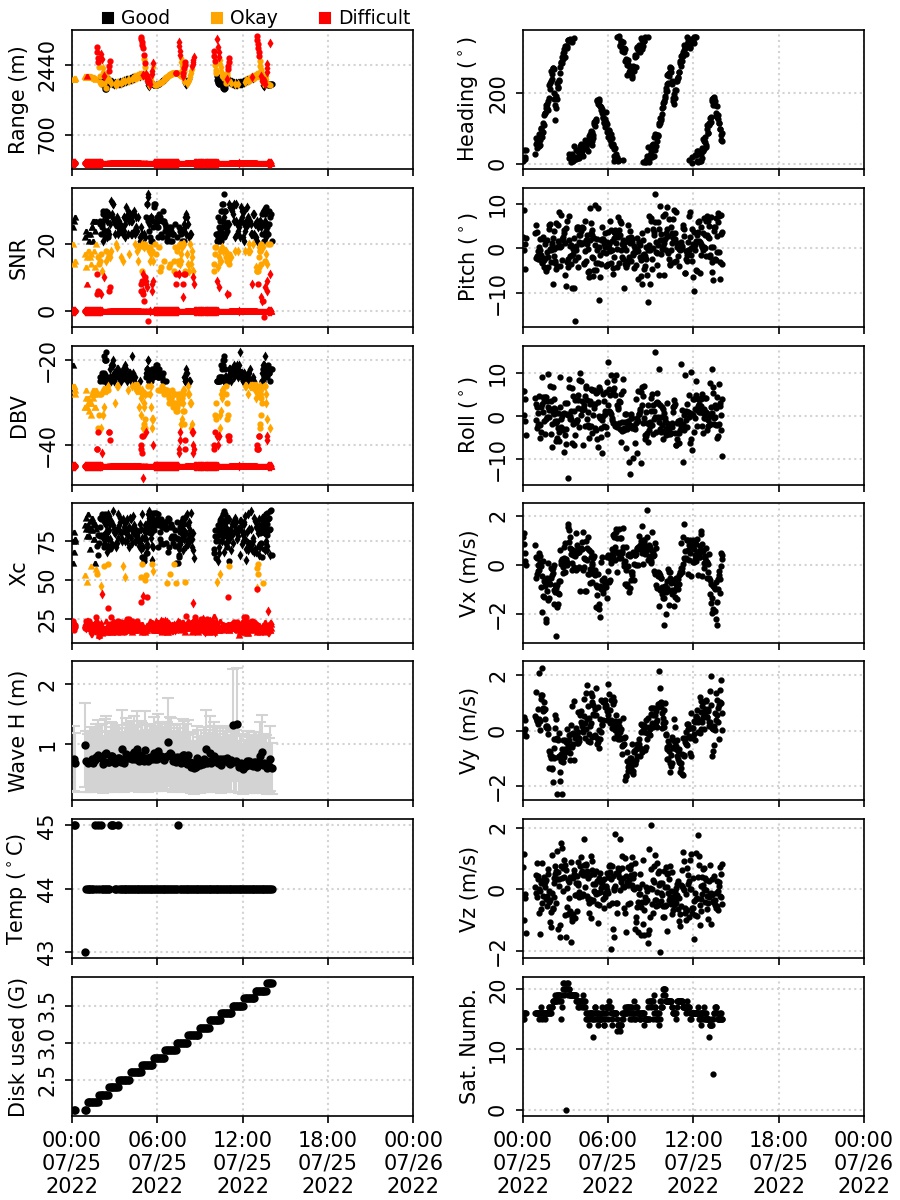 Good Okay Difficult
Range (m)
2440
700
Heading (°)
200
0
SNR
20
0
Pitch (°)
10
0
−10
DBV
−20
−40
Roll (°)
10
0
−10
Xc
75
50
25
Vx (m/s)
2
0
−2
Wave H (m)
2
1
Vy (m/s)
2
0
−2
Temp (°C)
45
44
43
Vz (m/s)
2
0
−2
Disk used (G)
3.5
3.0
2.5
Sat. Numb.
20
10
0
00:00 06:00 12:00 18:00 00:00
07/25 07/25 07/25 07/25 07/26
2022 2022 2022 2022 2022
00:00 06:00 12:00 18:00 00:00
07/25 07/25 07/25 07/25 07/26
2022 2022 2022 2022 2022